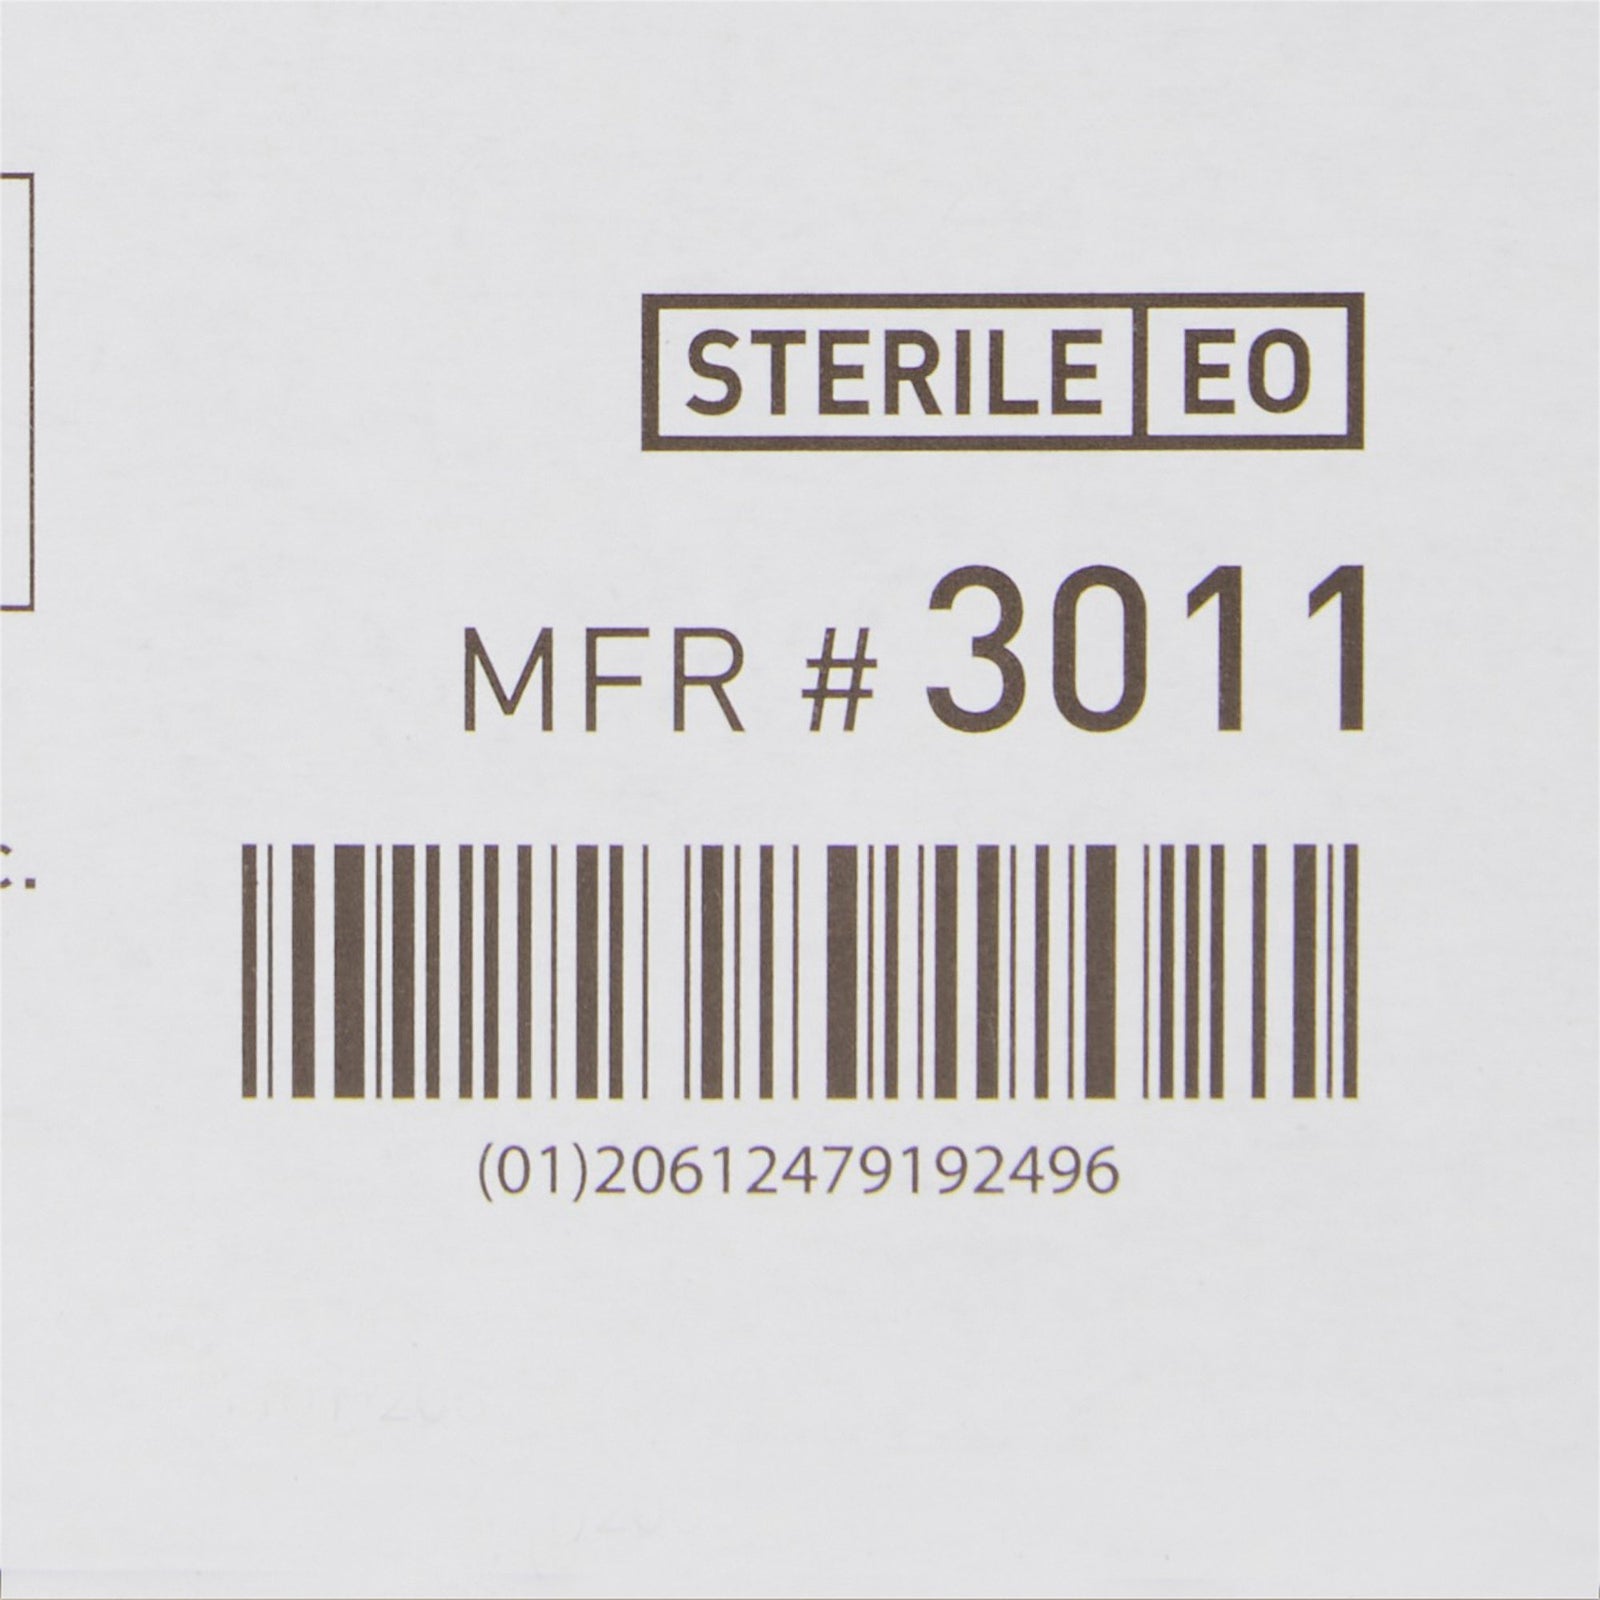 STERILE EO
MFR # 3011
c.
(01)20612479192496